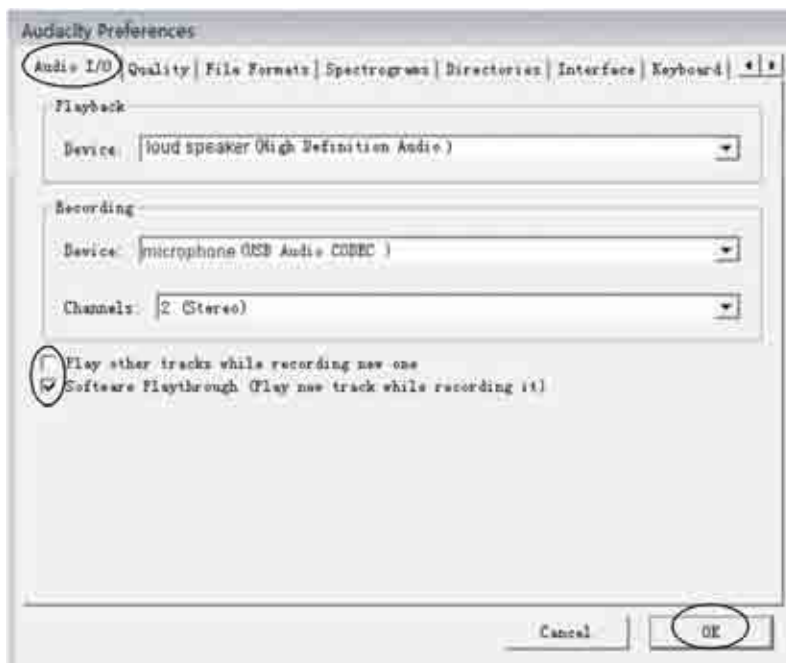 Audacity Preferences
Audio I/O Quality File Formats Spectrograms Directories Interface Keyboard
Playback
Device: loud speaker (High Definition Audio )
Recording
Device: microphone (USB Audio CODEC )
Channels: 2 (Stereo)
Play other tracks while recording new one
Software Playthrough (Play new track while recording it)
Cancel OK